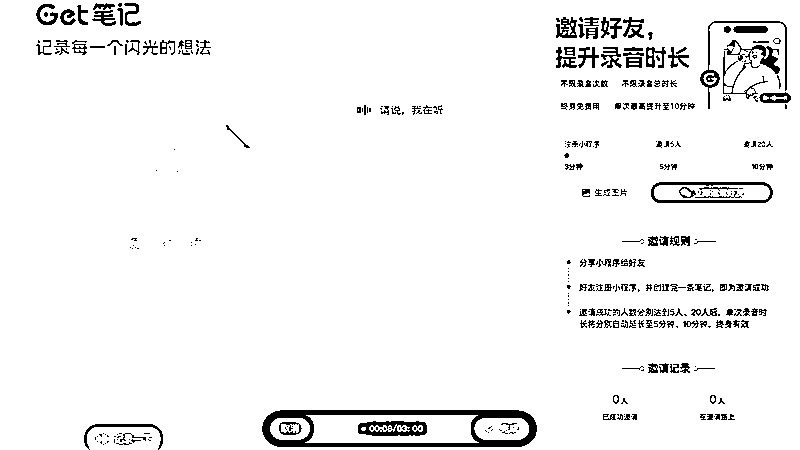 Get笔记
记录每一个闪光的想法
请说，我在听
取消
00:09/03:00
邀请好友，
提升录音时长
不限录音次数 不限录音总时长
终身免费用 单次最高提升至10分钟
注册小程序 邀请5人 邀请20人
3分钟 5分钟 10分钟
生成图片
邀请规则
分享小程序给好友
好友注册小程序，并创建完一条笔记，即为邀请成功
邀请成功的人数分别达到5人、20人后，单次录音时
长将分别自动延长至5分钟、10分钟，终身有效
邀请记录
0人 0人
已成功邀请 在邀请路上